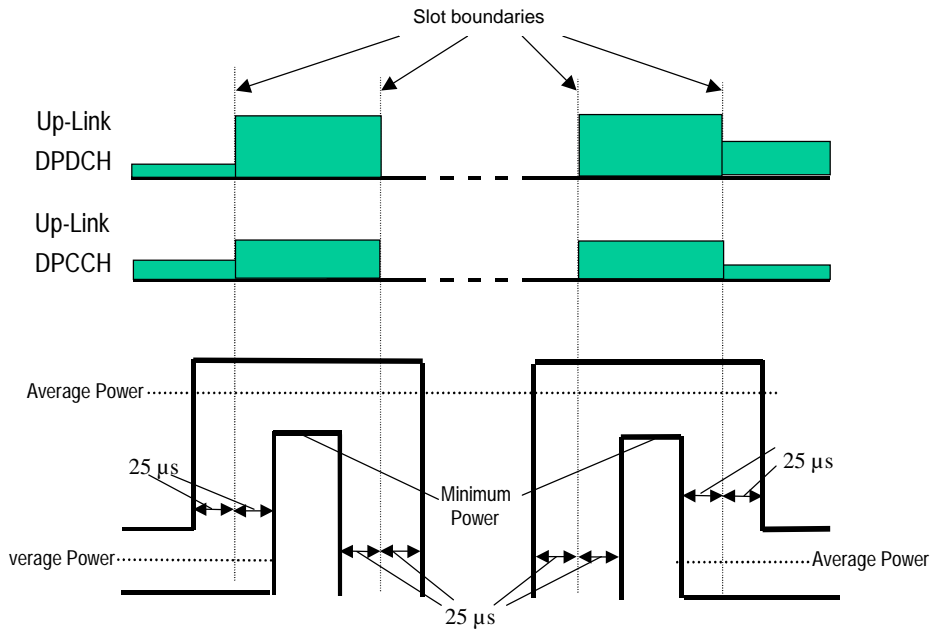 Slot boundaries
Up-Link
DPDCH
Up-Link
DPCCH
Average Power
25 µs
25 µs
Minimum
Power
verage Power
Average Power
25 µs